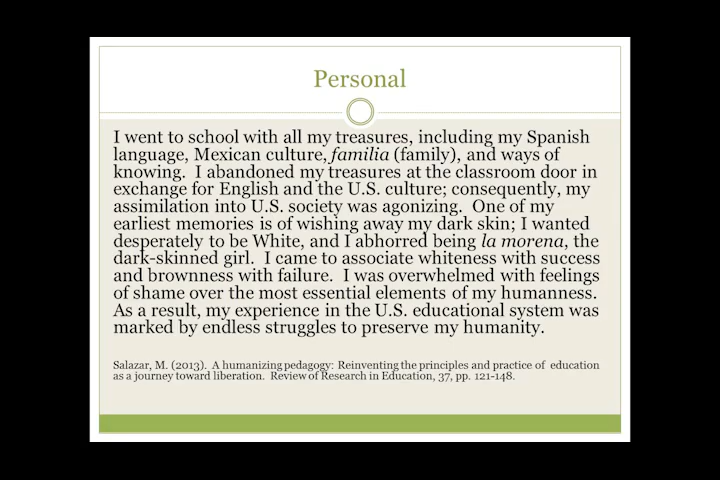 Personal
I went to school with all my treasures, including my Spanish
language, Mexican culture, familia (family), and ways of
knowing.  I abandoned my treasures at the classroom door in
exchange for English and the U.S. culture; consequently, my
assimilation into U.S. society was agonizing.  One of my
earliest memories is of wishing away my dark skin; I wanted
desperately to be White, and I abhorred being la morena, the
dark-skinned girl.  I came to associate whiteness with success
and brownness with failure.  I was overwhelmed with feelings
of shame over the most essential elements of my humanness.
As a result, my experience in the U.S. educational system was
marked by endless struggles to preserve my humanity.
Salazar, M. (2013).  A humanizing pedagogy: Reinventing the principles and practice of  education
as a journey toward liberation.  Review of Research in Education, 37, pp. 121-148.